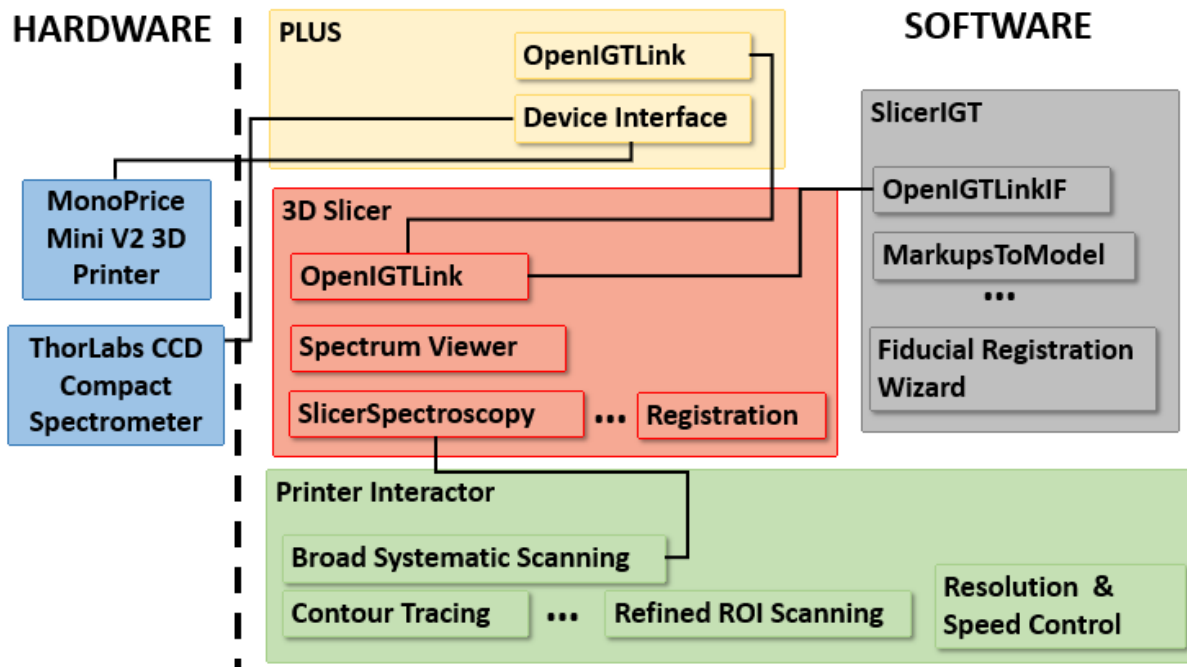 HARDWARE
SOFTWARE
PLUS
OpenIGTLink
Device Interface
MonoPrice
Mini V2 3D
Printer
ThorLabs CCD
Compact
Spectrometer
3D Slicer
OpenIGTLink
Spectrum Viewer
SlicerSpectroscopy
...
Registration
SlicerIGT
OpenIGTLinkIF
MarkupsToModel
...
Fiducial Registration
Wizard
Printer Interactor
Broad Systematic Scanning
Contour Tracing
...
Refined ROI Scanning
Resolution &
Speed Control